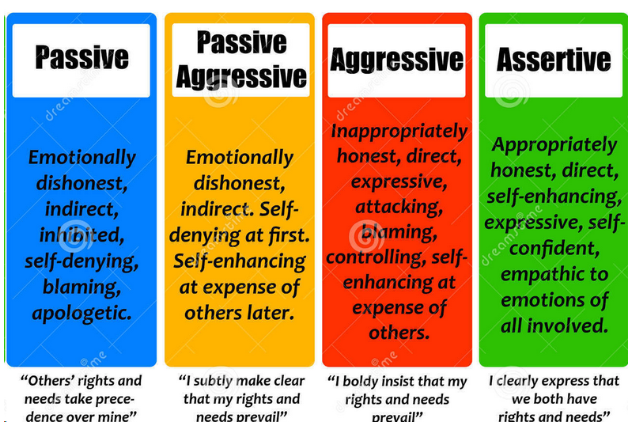 Passive
Emotionally
dishonest,
indirect,
inhibited,
self-denying,
blaming,
apologetic.
“Others’ rights and
needs take prece-
dence over mine”
Passive
Aggressive
Emotionally
dishonest,
indirect. Self-
denying at first.
Self-enhancing
at expense of
others later.
“I subtly make clear
that my rights and
needs prevail”
Aggressive
Inappropriately
honest, direct,
expressive,
attacking,
blaming,
controlling, self-
enhancing at
expense of
others.
“I boldy insist that my
rights and needs
prevail”
Assertive
Appropriately
honest, direct,
self-enhancing,
expressive, self-
confident,
empathic to
emotions of
all involved.
I clearly express that
we both have
rights and needs”